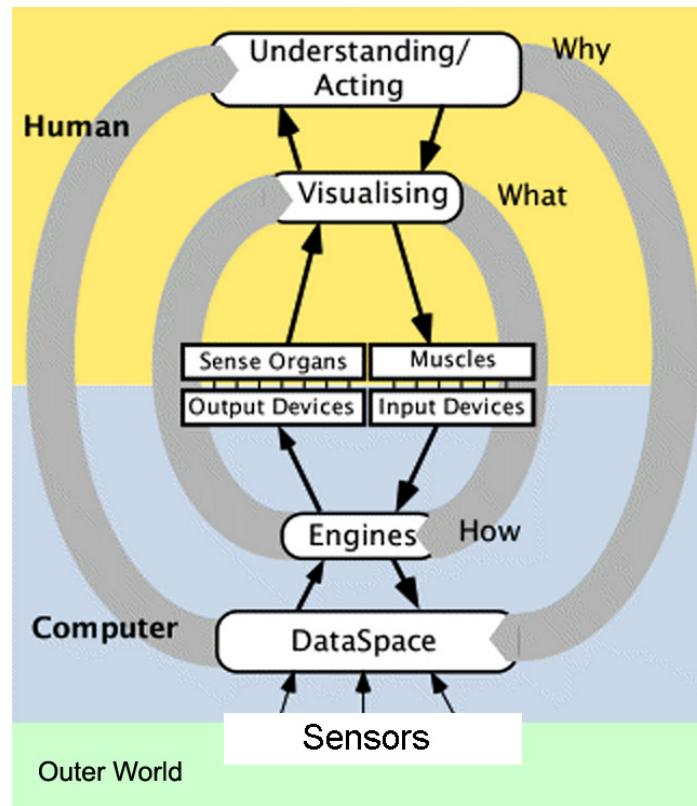 Understanding/
Acting
Why
Human
Visualising
What
Sense Organs
Muscles
Output Devices
Input Devices
Engines
How
Computer
DataSpace
Sensors
Outer World